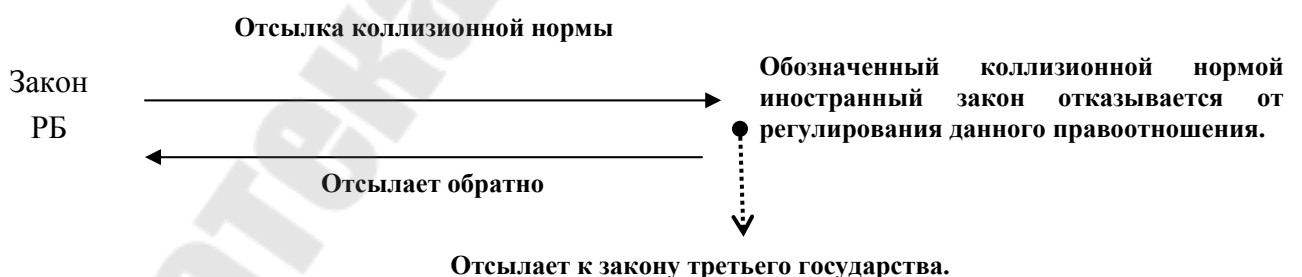 Отсылка коллизионной нормы
Закон
РБ
Обозначенный коллизионной нормой
иностранный закон отказывается от
регулирования данного правоотношения.
Отсылает обратно
Отсылает к закону третьего государства.